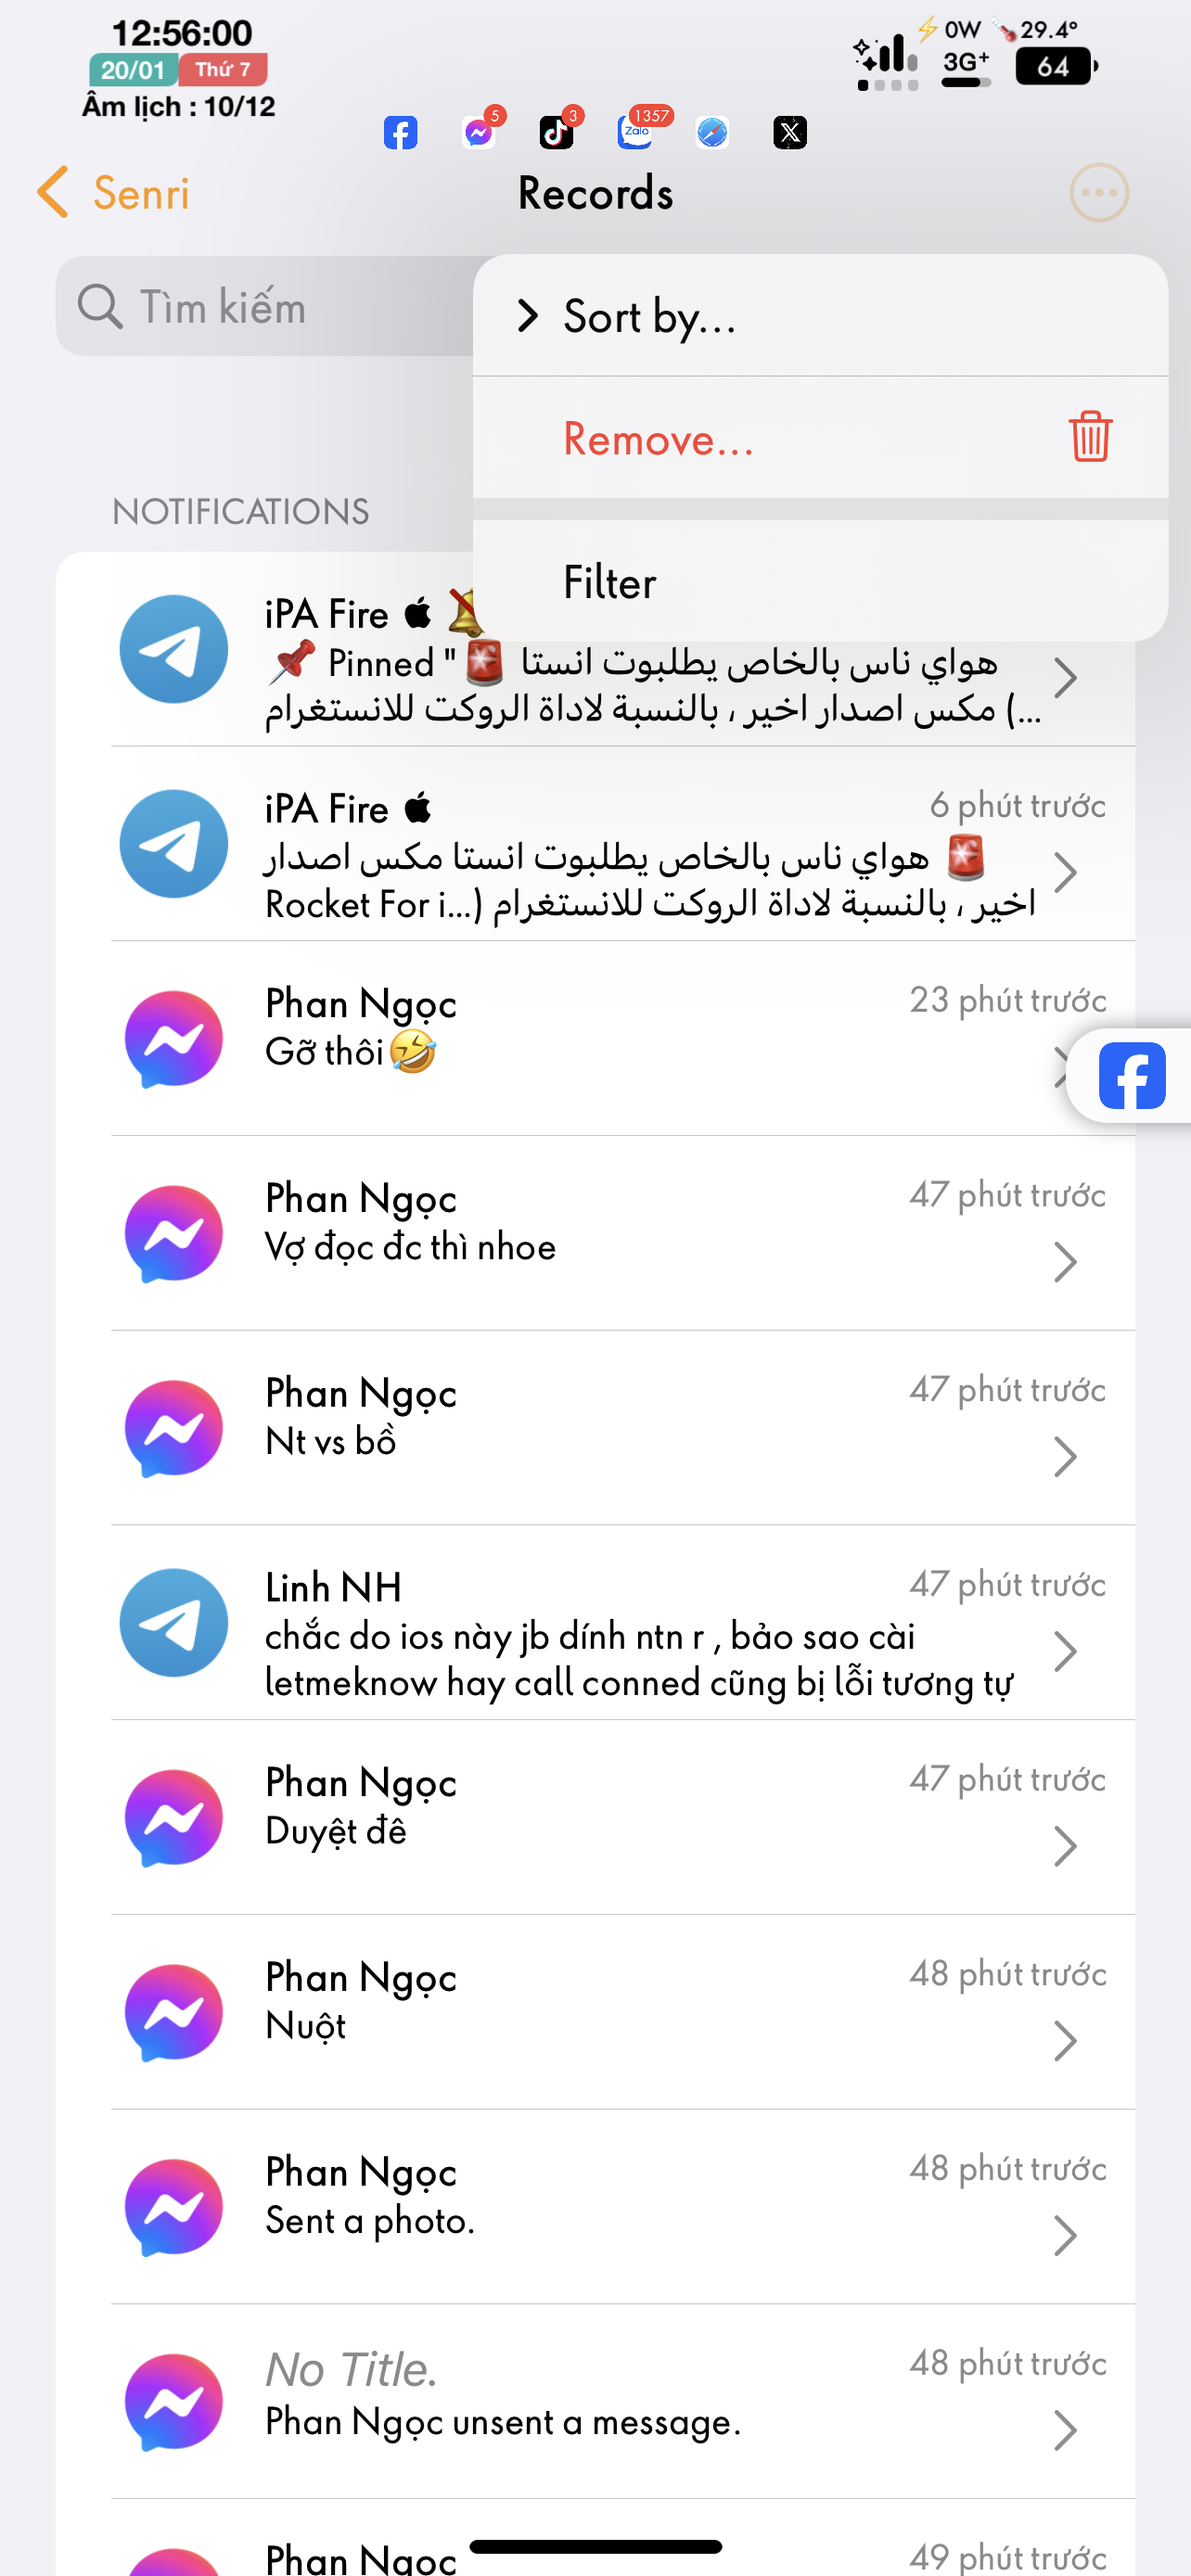 12:56:00
20/01 Thứ 7
Âm lịch : 10/12
0W 29.4°
3G+ 64
5 3 1357
Zalo
Senri
Records
Tìm kiếm
Sort by...
Remove...
Filter
NOTIFICATIONS
iPA Fire
📌 Pinned "🚨 هواي ناس بالخاص يطلبوت انستا
مكس اصدار اخير ، بالنسبة لاداة الروكت للانستغرام (...
iPA Fire
6 phút trước
🚨 هواي ناس بالخاص يطلبوت انستا مكس اصدار
اخير ، بالنسبة لاداة الروكت للانستغرام (Rocket For i...
Phan Ngọc
23 phút trước
Gỡ thôi🤣
Phan Ngọc
47 phút trước
Vợ đọc đc thì nhoe
Phan Ngọc
47 phút trước
Nt vs bồ
Linh NH
47 phút trước
chắc do ios này jb dính ntn r , bảo sao cài
letmeknow hay call conned cũng bị lỗi tương tự
Phan Ngọc
47 phút trước
Duyệt đê
Phan Ngọc
48 phút trước
Nuột
Phan Ngọc
48 phút trước
Sent a photo.
No Title.
48 phút trước
Phan Ngọc unsent a message.
Phan Ngọc
49 phút trước